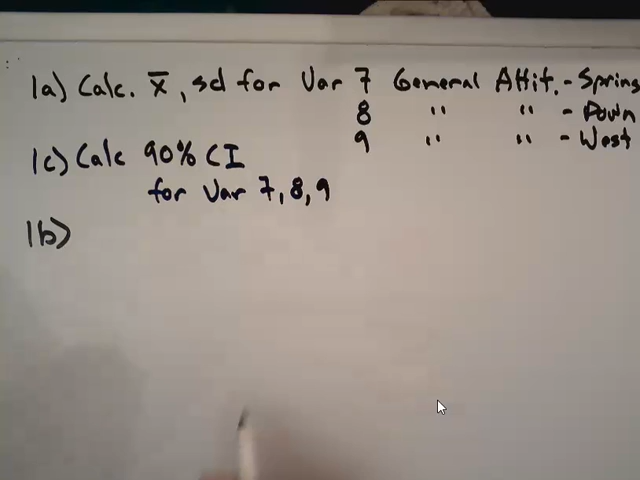 1a) Calc. x̄, sd for Var 7 General Attit. - Spring
8 " " - Down
9 " " - West
1c) Calc 90% CI
for Var 7, 8, 9
1b)